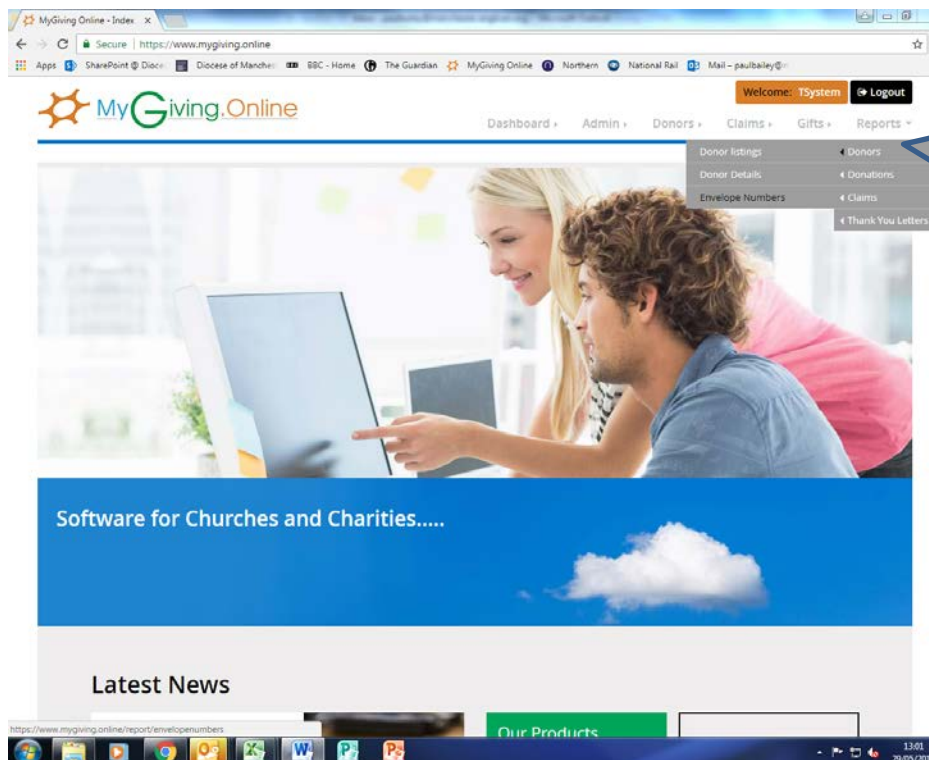 MyGiving Online - Index
Secure | https://www.mygiving.online
Apps SharePoint @ Dioce Diocese of Manche BBC - Home The Guardian MyGiving Online Northern National Rail Mail – paulbailey@
MyGiving.Online
Welcome: TSystem Logout
Dashboard Admin Donors Claims Gifts Reports
Donor listings Donors
Donor Details Donations
Envelope Numbers Claims
Thank You Letters
Software for Churches and Charities.....
Latest News
Our Products
https://www.mygiving.online/report/envelopenumbers
13:01